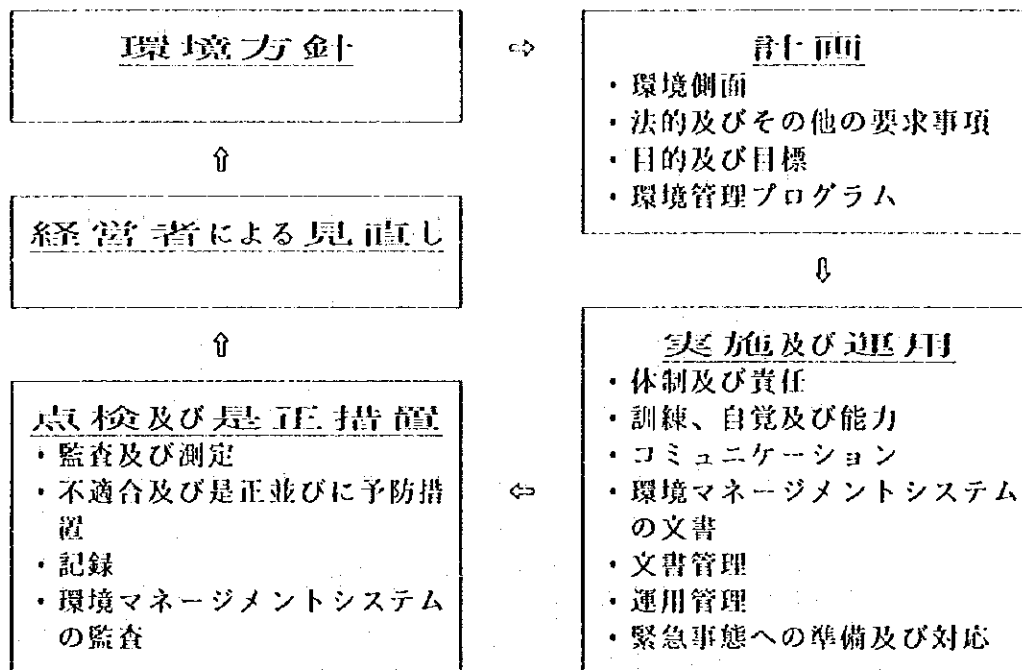 環境方針
⇨
計画
・環境側面
・法的及びその他の要求事項
・目的及び目標
・環境管理プログラム
⇧
経営者による見直し
⇩
⇧
実施及び運用
・体制及び責任
・訓練、自覚及び能力
・コミュニケーション
・環境マネージメントシステム
の文書
・文書管理
・運用管理
・緊急事態への準備及び対応
⇦
点検及び是正措置
・監査及び測定
・不適合及び是正並びに予防措
置
・記録
・環境マネージメントシステム
の監査